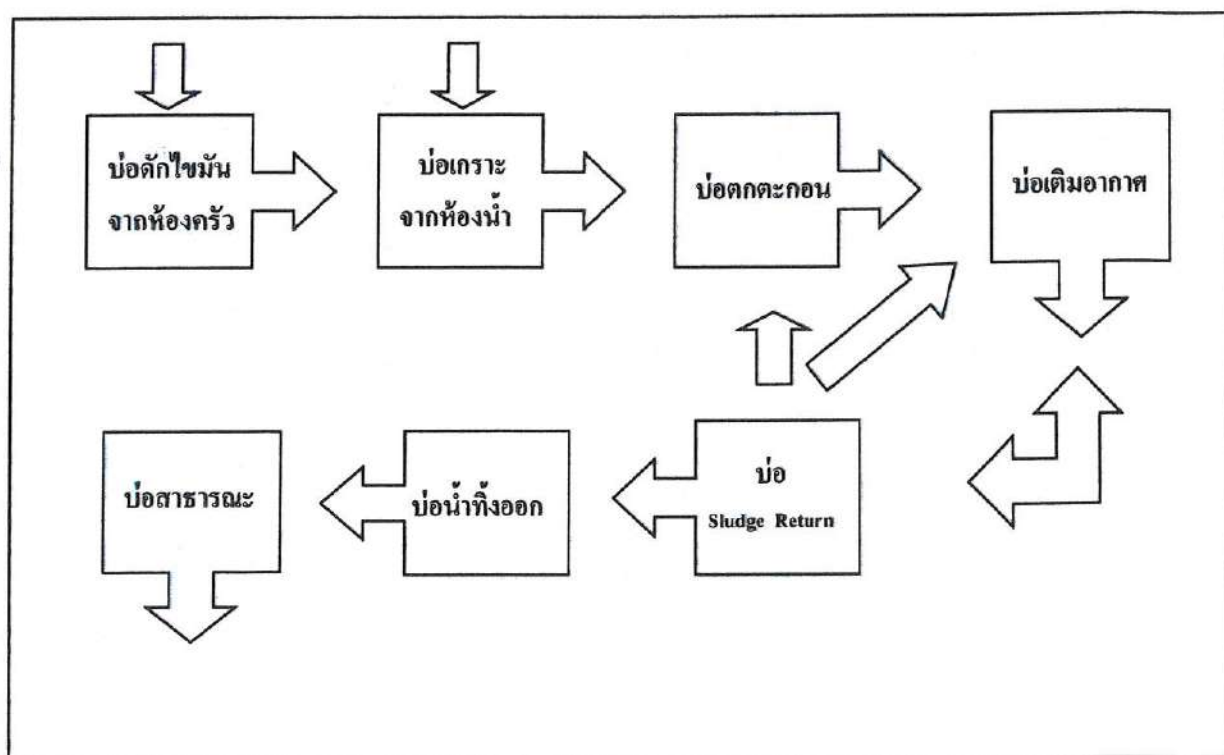 บ่อดักไขมัน
จากห้องครัว
บ่อเกราะ
จากห้องน้ำ
บ่อตกตะกอน
บ่อเติมอากาศ
บ่อสาธารณะ
บ่อน้ำทิ้งออก
บ่อ
Sludge Return